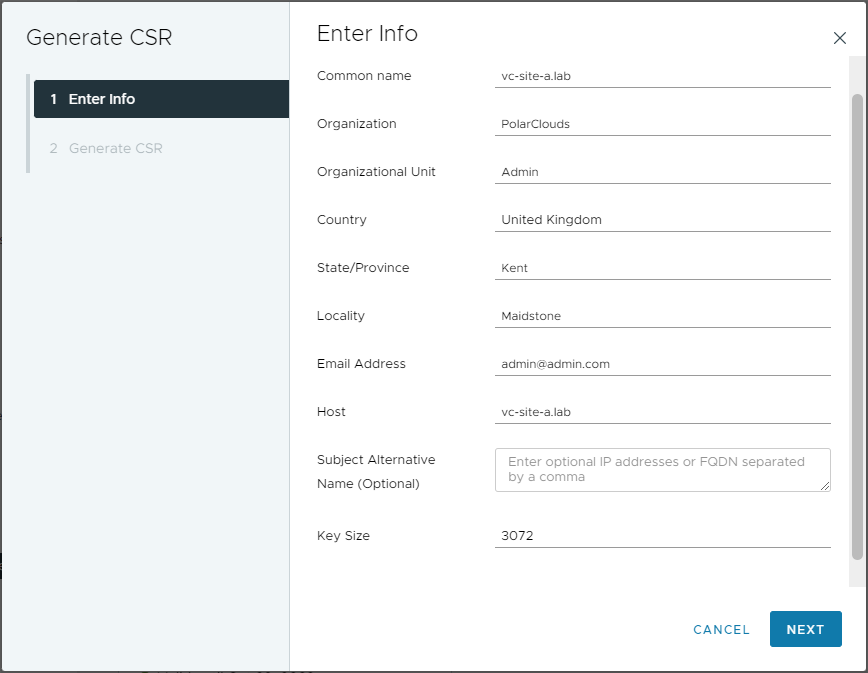 Generate CSR
1 Enter Info
2 Generate CSR
Enter Info
Common name vc-site-a.lab
Organization PolarClouds
Organizational Unit Admin
Country United Kingdom
State/Province Kent
Locality Maidstone
Email Address admin@admin.com
Host vc-site-a.lab
Subject Alternative
Name (Optional)
Enter optional IP addresses or FQDN separated
by a comma
Key Size 3072
CANCEL NEXT